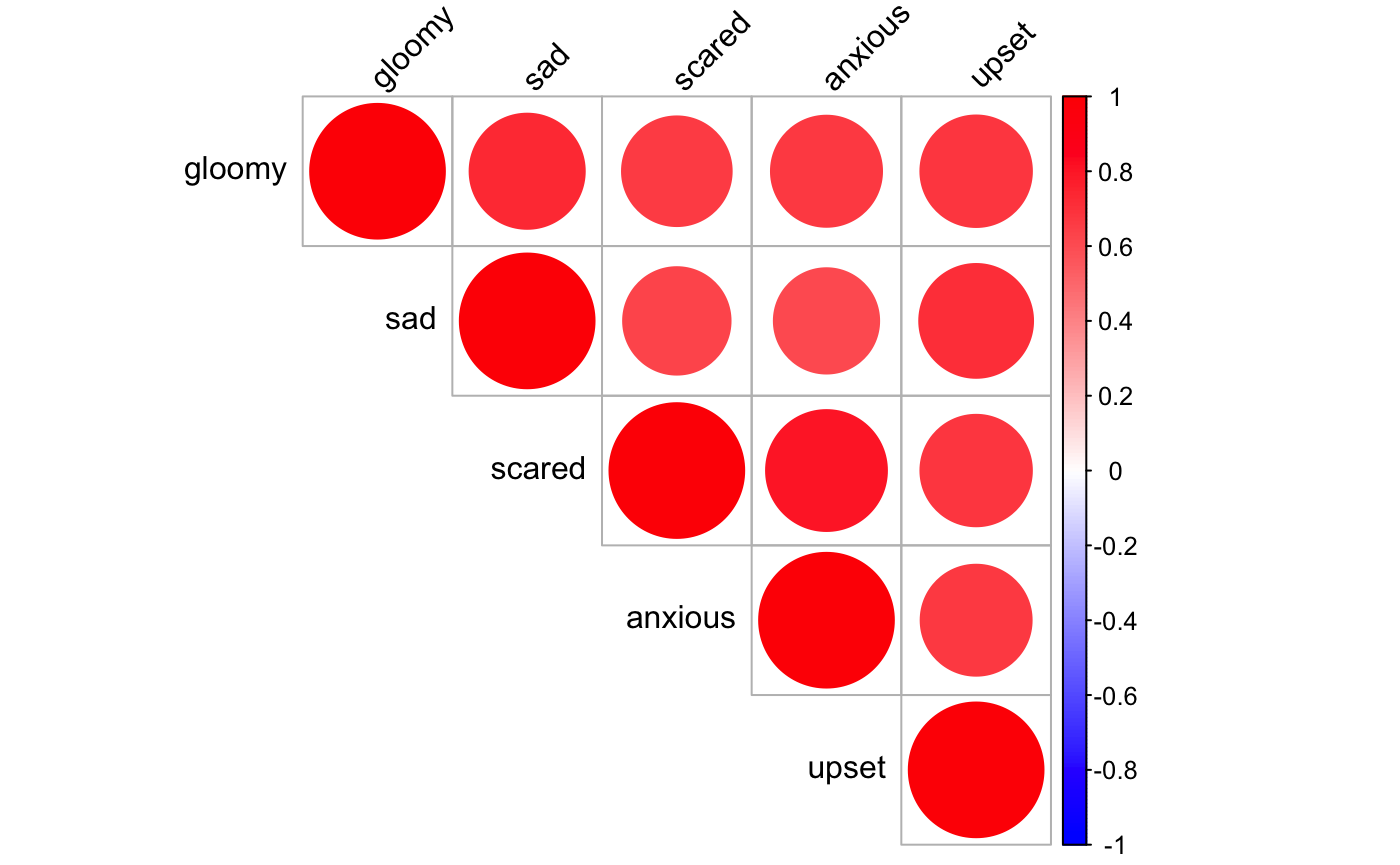 gloomy
sad
scared
anxious
upset
gloomy
sad
scared
anxious
upset
1
0.8
0.6
0.4
0.2
0
-0.2
-0.4
-0.6
-0.8
-1